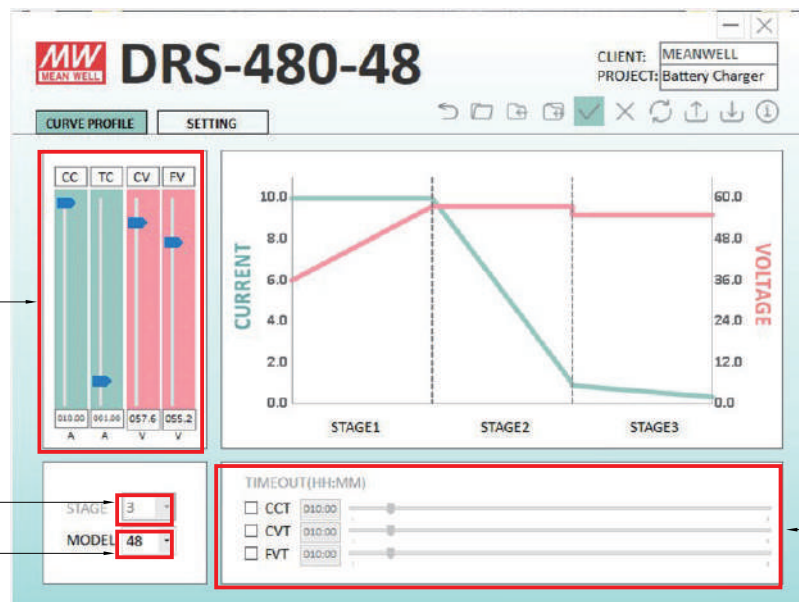 MW
MEAN WELL
DRS-480-48
CLIENT: MEANWELL
PROJECT: Battery Charger
CURVE PROFILE SETTING
CC TC CV FV
010.00 001.00 057.6 055.2
A A V V
10.0 60.0
8.0 48.0
6.0 36.0
4.0 24.0
2.0 12.0
0.0 0.0
CURRENT
VOLTAGE
STAGE1 STAGE2 STAGE3
STAGE 3
MODEL 48
TIMEOUT(HH:MM)
CCT 010:00
CVT 010:00
FVT 010:00